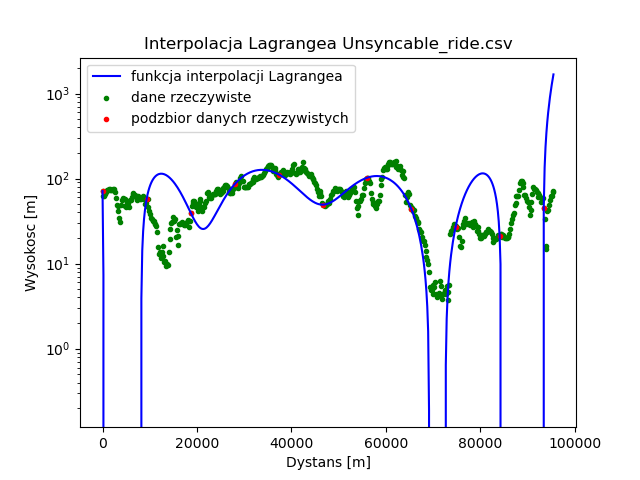 Interpolacja Lagrangea Unsyncable_ride.csv
funkcja interpolacji Lagrangea
dane rzeczywiste
podzbior danych rzeczywistych
Wysokosc [m]
10³
10²
10¹
10⁰
0 20000 40000 60000 80000 100000
Dystans [m]